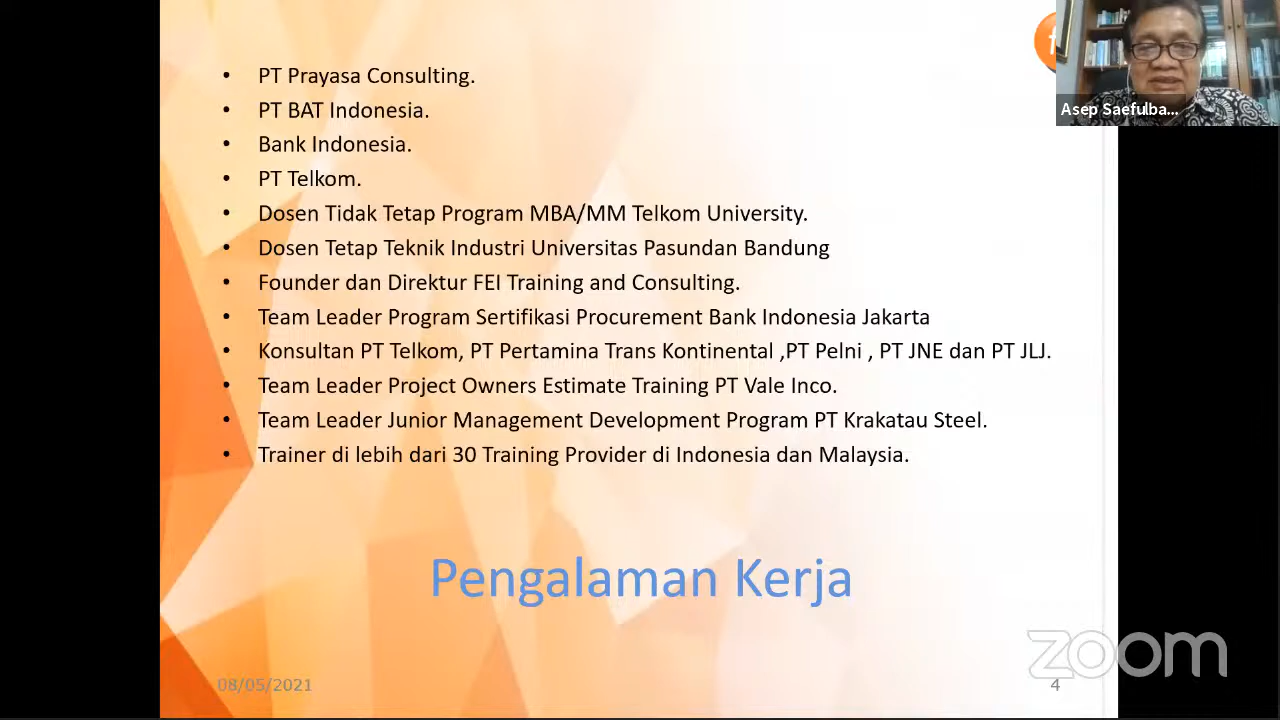 • PT Prayasa Consulting.
• PT BAT Indonesia.
• Bank Indonesia.
• PT Telkom.
• Dosen Tidak Tetap Program MBA/MM Telkom University.
• Dosen Tetap Teknik Industri Universitas Pasundan Bandung
• Founder dan Direktur FEI Training and Consulting.
• Team Leader Program Sertifikasi Procurement Bank Indonesia Jakarta
• Konsultan PT Telkom, PT Pertamina Trans Kontinental ,PT Pelni , PT JNE dan PT JLJ.
• Team Leader Project Owners Estimate Training PT Vale Inco.
• Team Leader Junior Management Development Program PT Krakatau Steel.
• Trainer di lebih dari 30 Training Provider di Indonesia dan Malaysia.
Asep Saefulba...
Pengalaman Kerja
zoom
08/05/2021
4